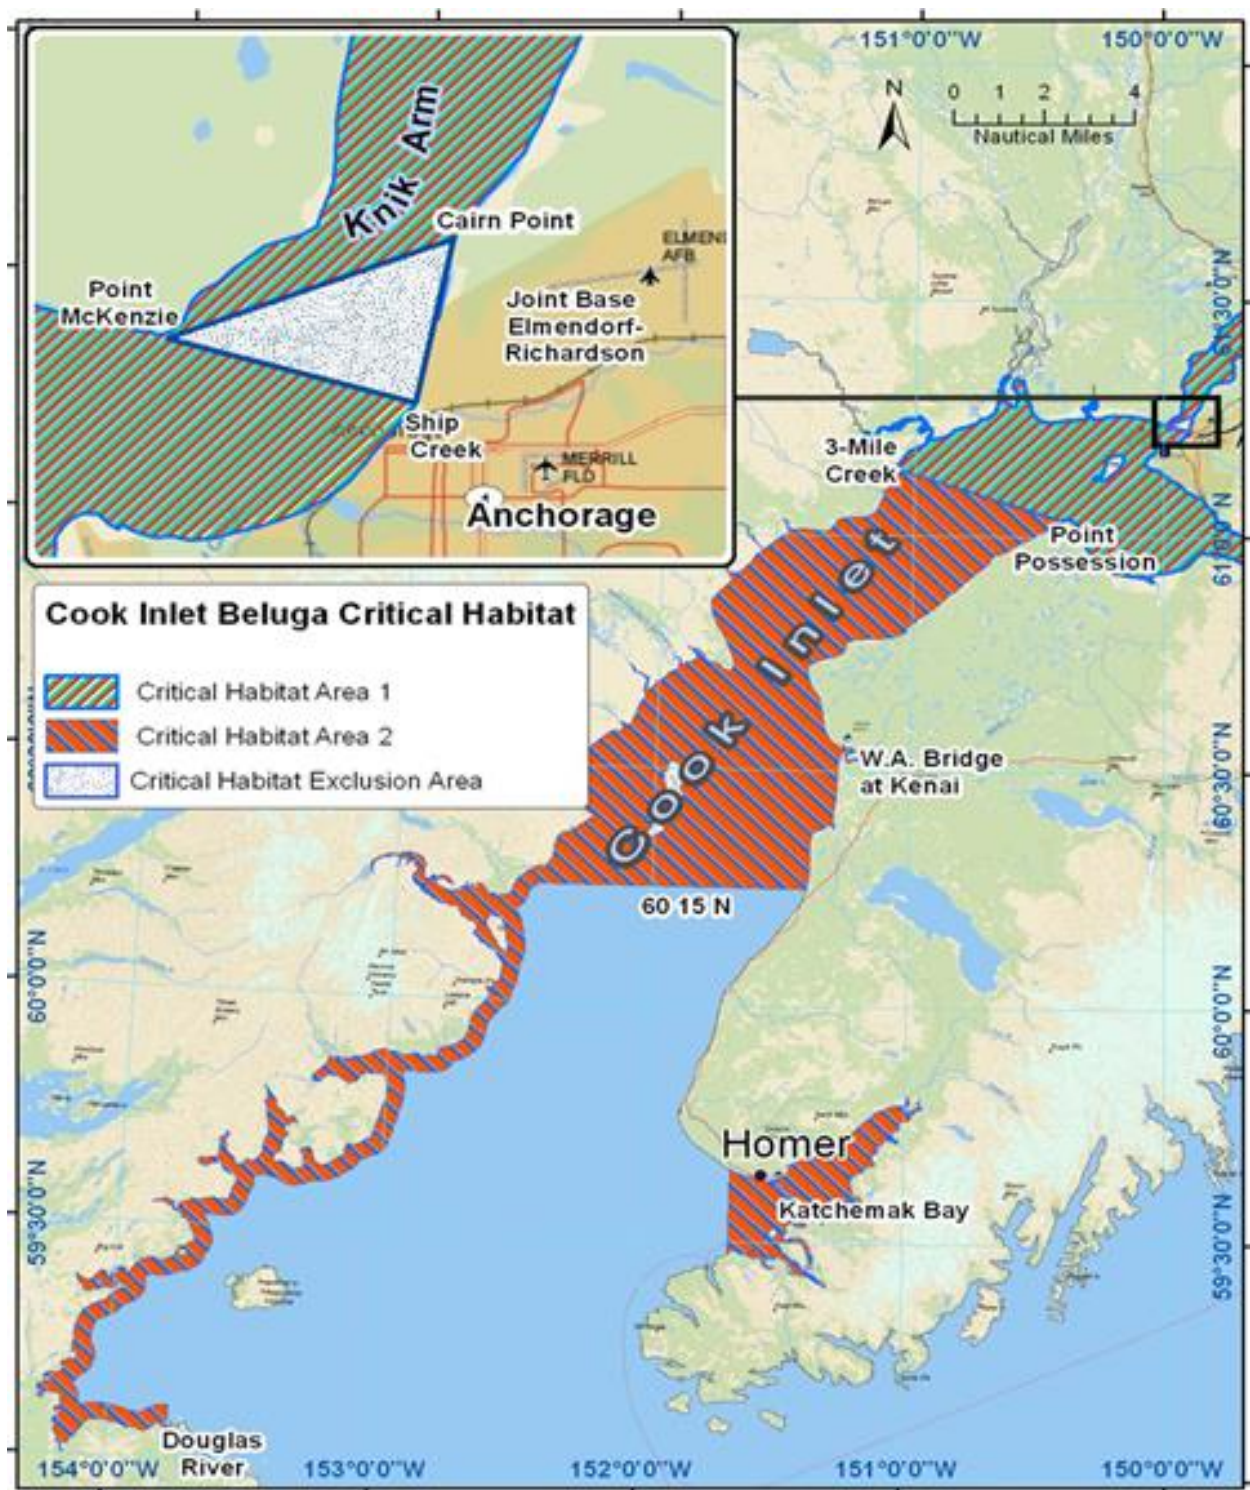 151°0'0"W
150°0'0"W
N
0 1 2 4
Nautical Miles
Knik Arm
Cairn Point
ELMEN
AFB
Point
McKenzie
Joint Base
Elmendorf-
Richardson
Ship
Creek
MERRILL
FLD
Anchorage
61°30'0"N
3-Mile
Creek
Point
Possession
61°0'0"N
Cook Inlet Beluga Critical Habitat
Critical Habitat Area 1
Critical Habitat Area 2
Critical Habitat Exclusion Area
Cook Inlet
W.A. Bridge
at Kenai
60°30'0"N
60 15 N
60°0'0"N
60°0'0"N
Homer
Katchemak Bay
59°30'0"N
59°30'0"N
Douglas
River
154°0'0"W
153°0'0"W
152°0'0"W
151°0'0"W
150°0'0"W